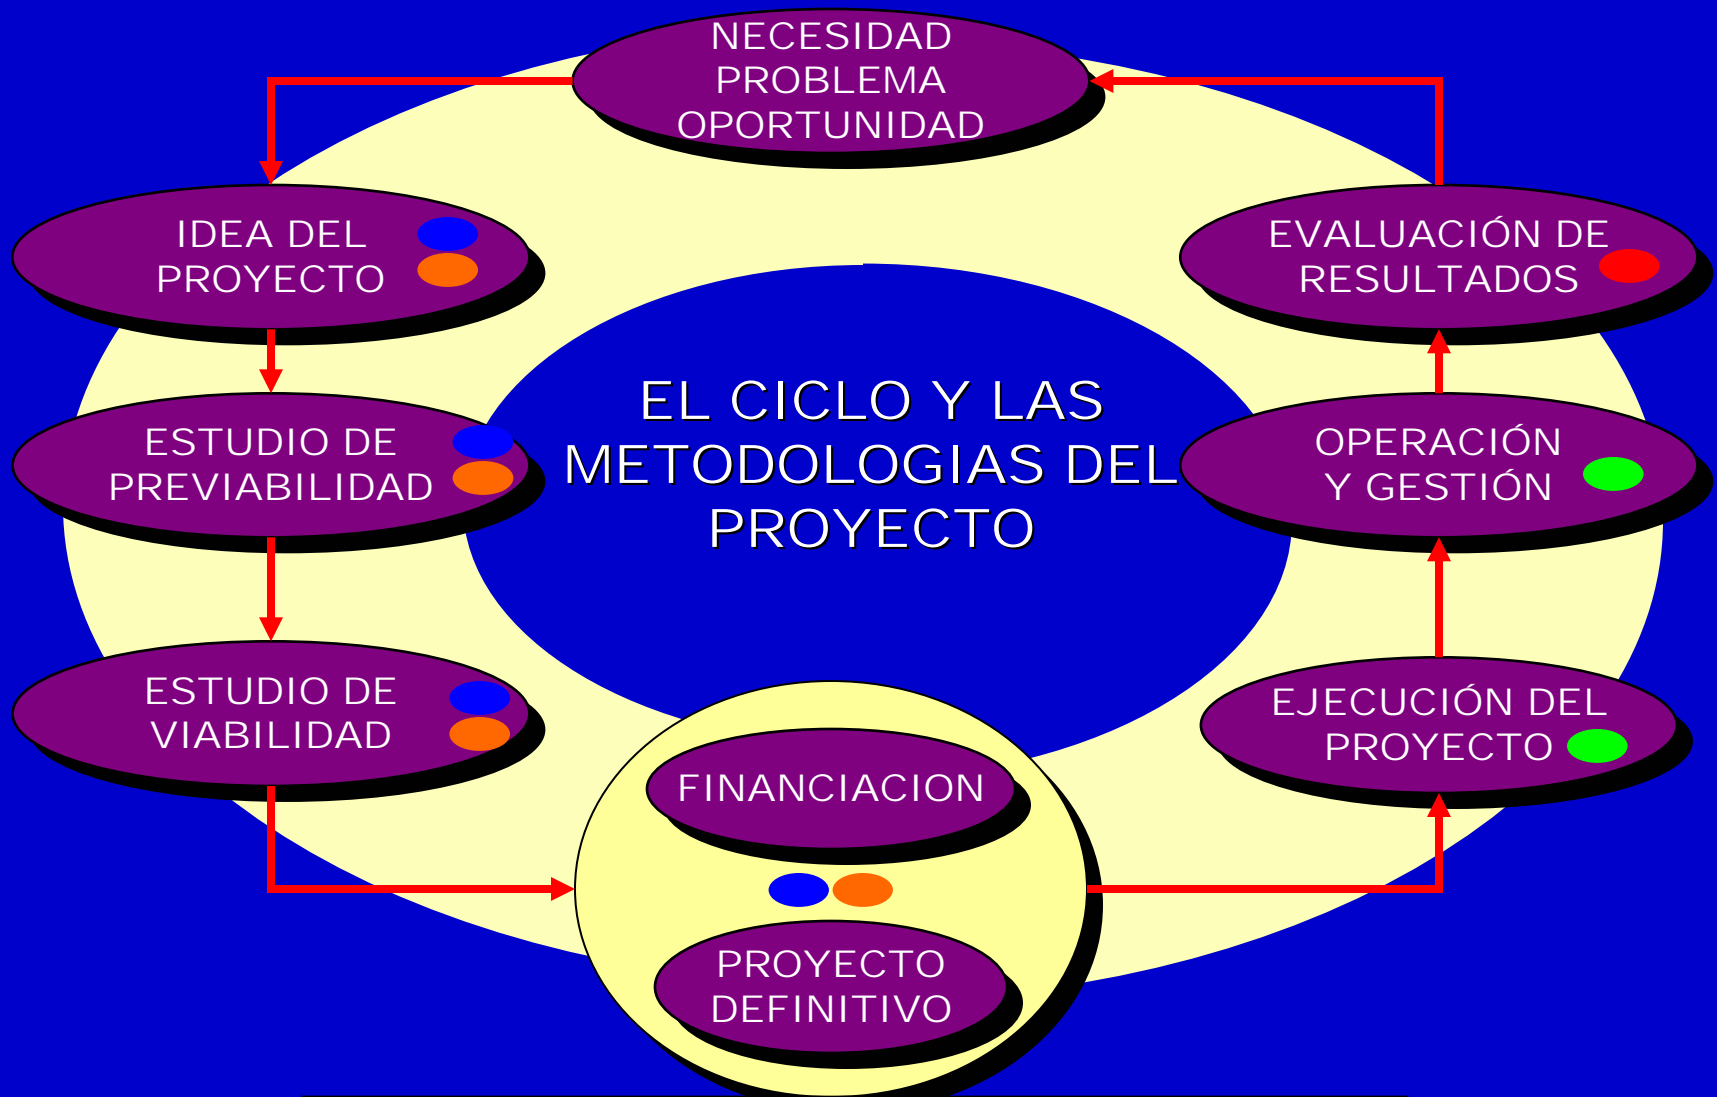 NECESIDAD
PROBLEMA
OPORTUNIDAD
IDEA DEL
PROYECTO
EVALUACIÓN DE
RESULTADOS
EL CICLO Y LAS
METODOLOGIAS DEL
PROYECTO
ESTUDIO DE
PREVIABILIDAD
OPERACIÓN
Y GESTIÓN
ESTUDIO DE
VIABILIDAD
EJECUCIÓN DEL
PROYECTO
FINANCIACION
PROYECTO
DEFINITIVO